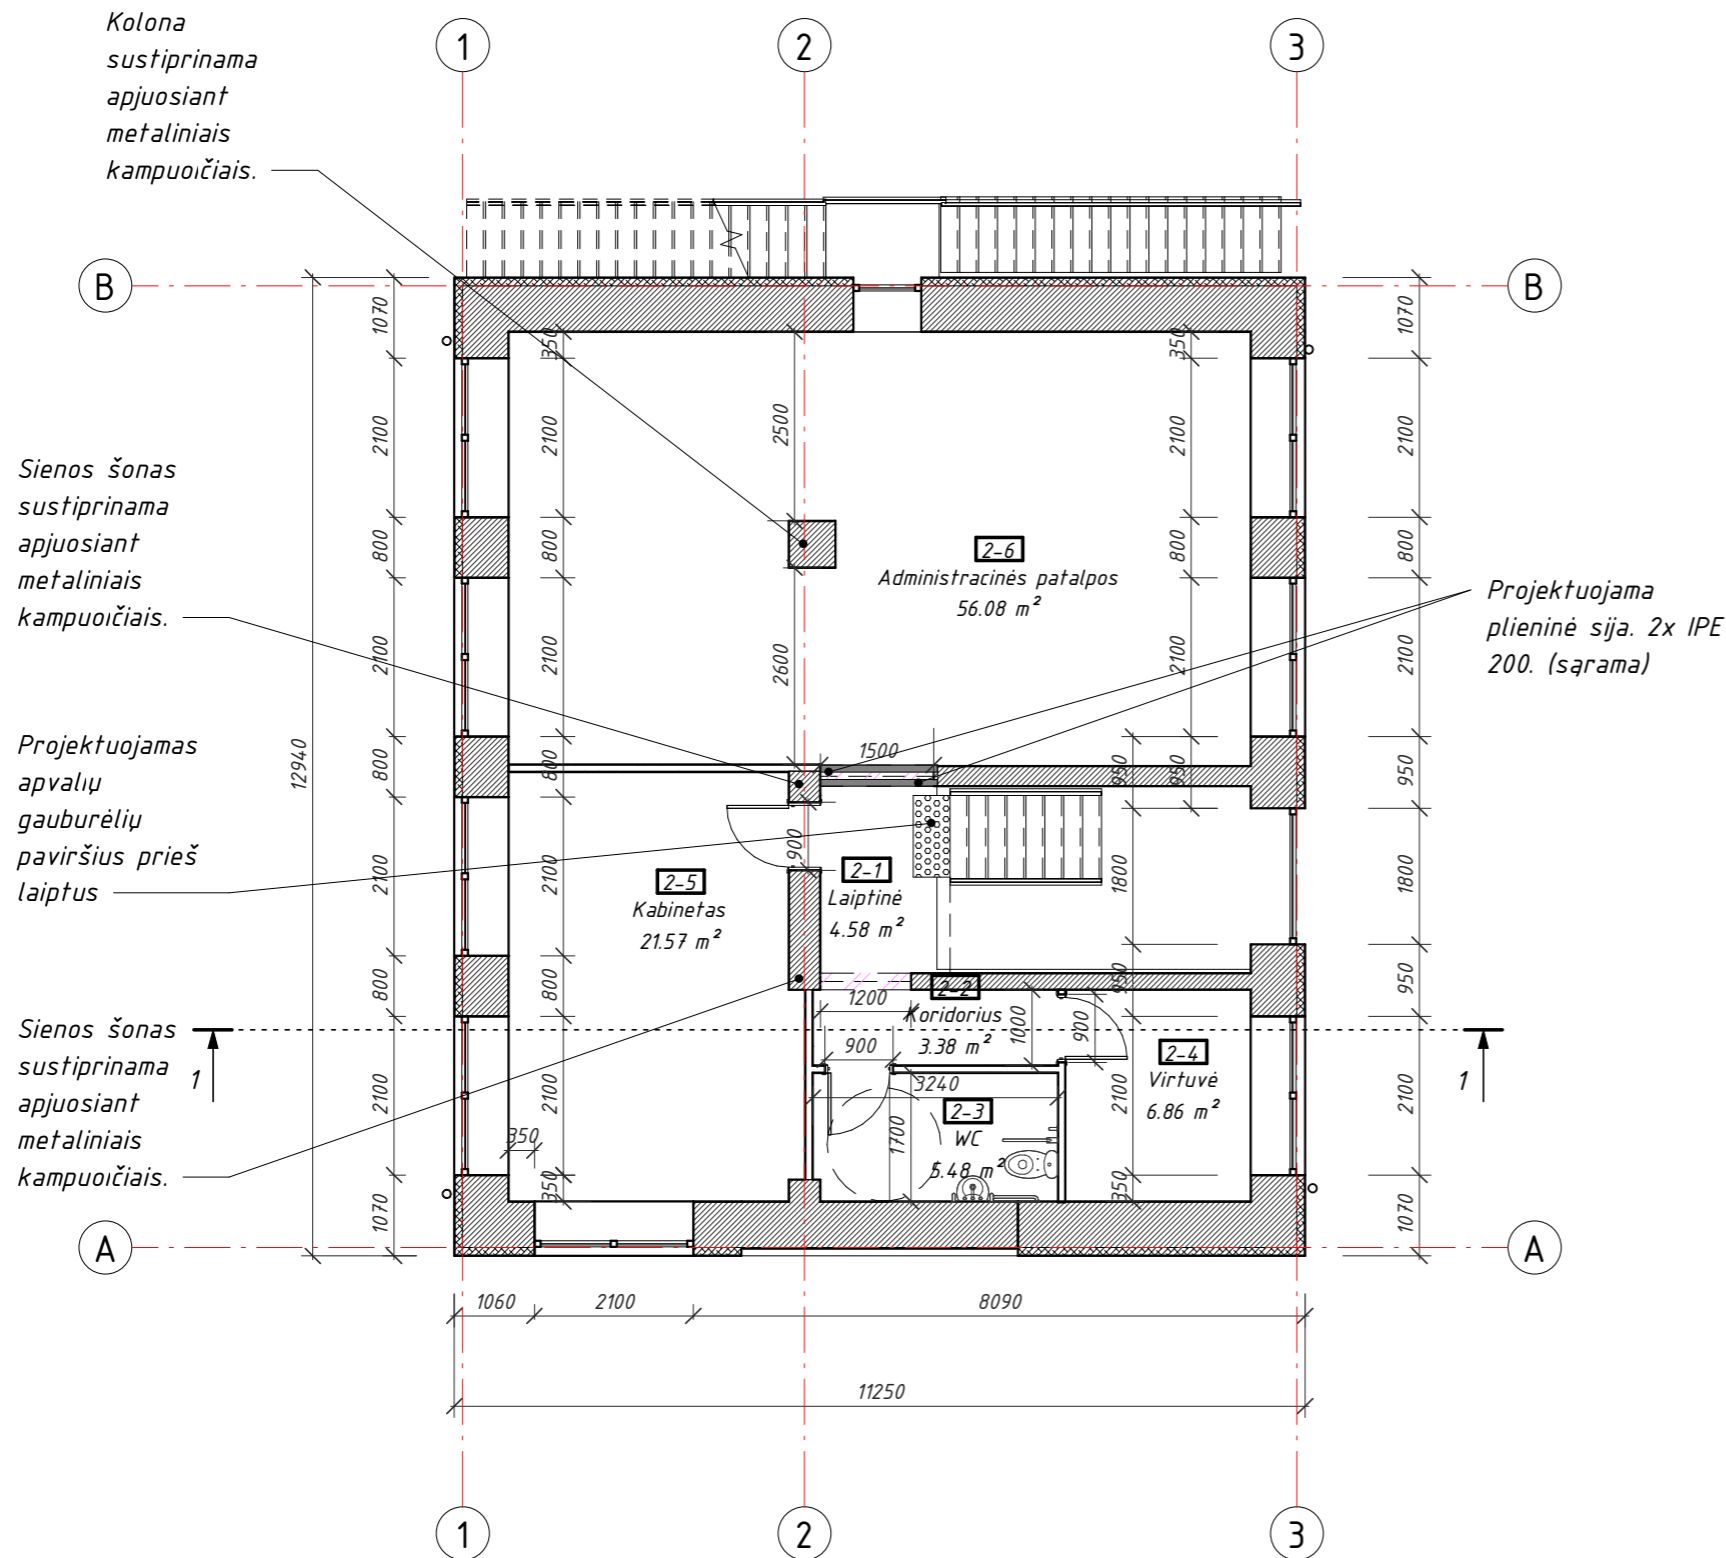 Kolona
sustiprinama
apjuosiant
metaliniais
kampuočiais.
1
2
3
B
B
1070
350
350
1070
2100
2100
2500
2100
2100
Sienos šonas
sustiprinama
apjuosiant
metaliniais
kampuočiais.
800
800
800
800
2-6
Administracinės patalpos
56.08 m²
Projektuojama
plieninė sija. 2x IPE
200. (sąrama)
2100
2100
2600
2100
2100
12940
Projektuojamas
apvalių
gauburėlių
paviršius prieš
laiptus
800
800
1500
950
950
950
2100
2100
900
1800
1800
2-5
Kabinetas
21.57 m²
2-1
Laiptinė
4.58 m²
800
800
950
950
Sienos šonas
sustiprinama
apjuosiant
metaliniais
kampuočiais.
1
1
2-2
Koridorius
3.38 m²
1200
900
1000
900
3240
2-4
Virtuvė
6.86 m²
2100
2100
2100
2100
2-3
WC
5.48 m²
1700
350
350
350
1070
1070
A
A
1060
2100
8090
11250
1
2
3